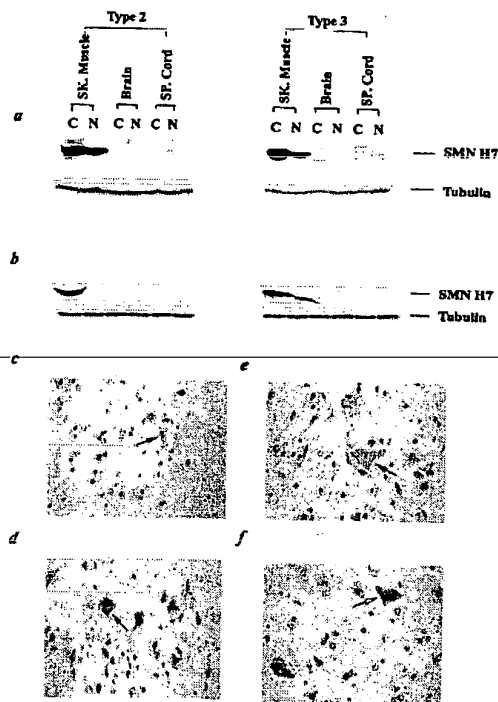 Type 2 Type 3
SK. Muscle Brain SP. Cord SK. Muscle Brain SP. Cord
a C N C N C N C N C N C N
SMN H7
Tubulin
b
SMN H7
Tubulin
c e
d f